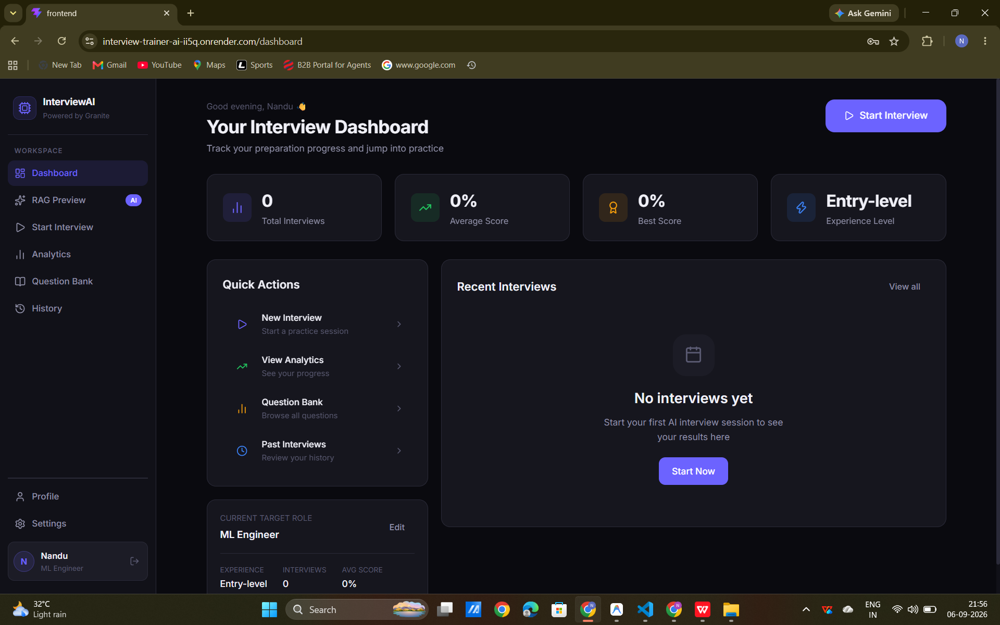 frontend
Ask Gemini
interview-trainer-ai-ii5q.onrender.com/dashboard
N
New Tab
Gmail
YouTube
Maps
Sports
B2B Portal for Agents
www.google.com
InterviewAI
Powered by Granite
WORKSPACE
Dashboard
RAG Preview
AI
Start Interview
Analytics
Question Bank
History
Profile
Settings
N
Nandu
ML Engineer
Good evening, Nandu 👋
Your Interview Dashboard
Track your preparation progress and jump into practice
Start Interview
0
Total Interviews
0%
Average Score
0%
Best Score
Entry-level
Experience Level
Quick Actions
New Interview
Start a practice session
View Analytics
See your progress
Question Bank
Browse all questions
Past Interviews
Review your history
Recent Interviews
View all
No interviews yet
Start your first AI interview session to see
your results here
Start Now
CURRENT TARGET ROLE
ML Engineer
Edit
EXPERIENCE INTERVIEWS AVG SCORE
Entry-level 0 0%
32°C
Light rain
Search
ENG
IN
21:56
06-09-2026